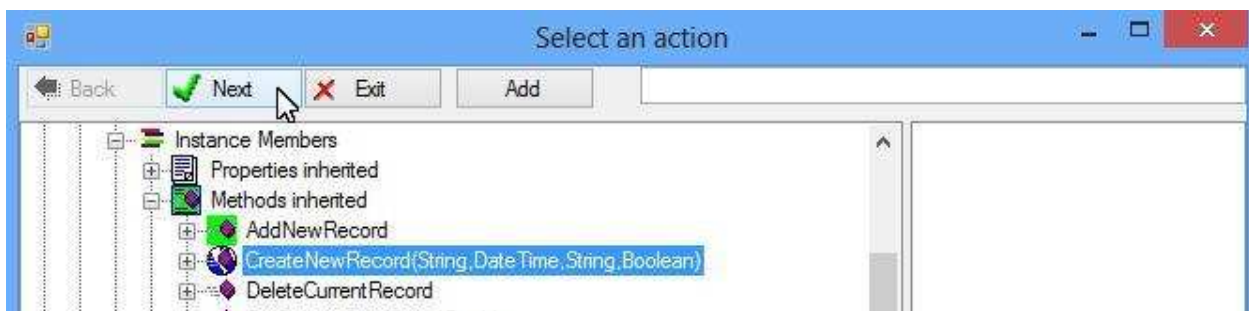 Select an action
Back Next Exit Add
Instance Members
Properties inherited
Methods inherited
AddNewRecord
CreateNewRecord(String,DateTime,String,Boolean)
DeleteCurrentRecord